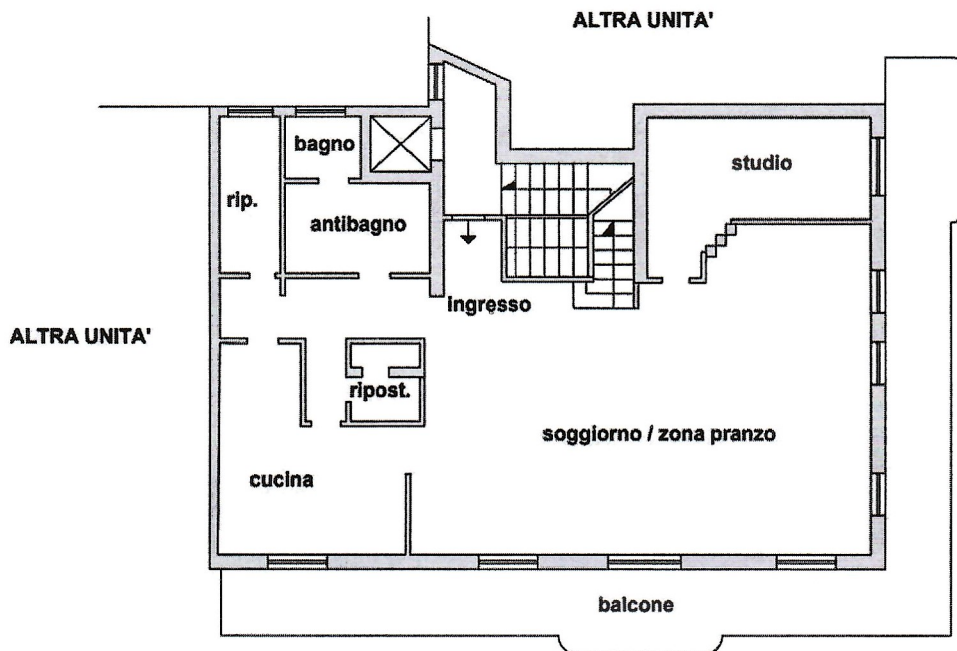 ALTRA UNITA'
bagno
studio
rip.
antibagno
ingresso
ALTRA UNITA'
ripost.
soggiorno / zona pranzo
cucina
balcone